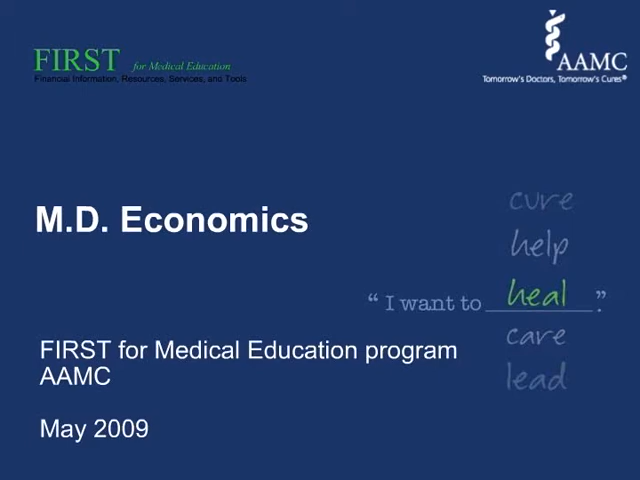 FIRST for Medical Education
Financial Information, Resources, Services, and Tools
AAMC
Tomorrow's Doctors, Tomorrow's Cures®
M.D. Economics
cure
help
“ I want to heal .”
care
lead
FIRST for Medical Education program
AAMC
May 2009